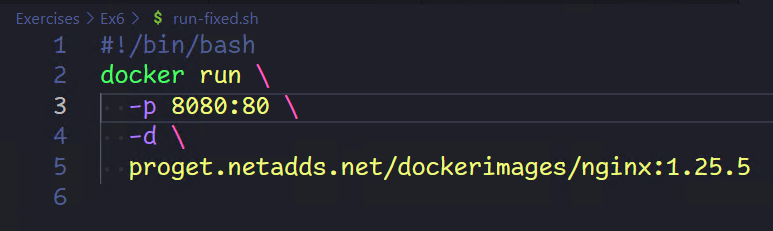 Exercises > Ex6 > $ run-fixed.sh
1 #!/bin/bash
2 docker run \
3 -p 8080:80 \
4 -d \
5 proget.netadds.net/dockerimages/nginx:1.25.5
6